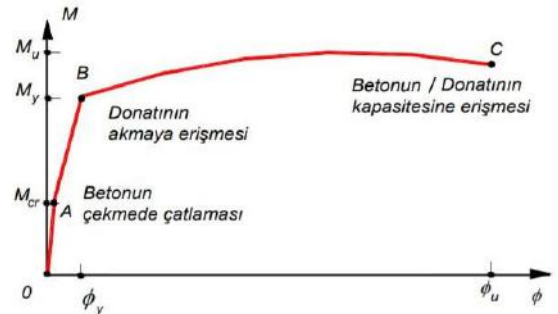 M
M_u
C
B
Betonun / Donatının
kapasitesine erişmesi
M_y
Donatının
akmaya erişmesi
M_cr
A
Betonun
çekmede çatlaması
0
ϕ_y
ϕ_u
ϕ